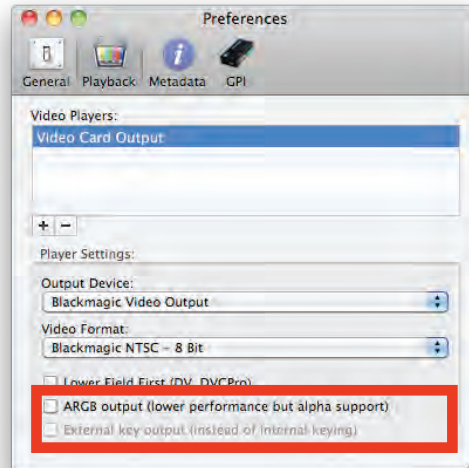 Preferences
General Playback Metadata GPI
Video Players:
Video Card Output
+ -
Player Settings:
Output Device:
Blackmagic Video Output
Video Format:
Blackmagic NTSC - 8 Bit
Lower Field First (DV, DVCPro)
ARGB output (lower performance but alpha support)
External key output (instead of internal keying)